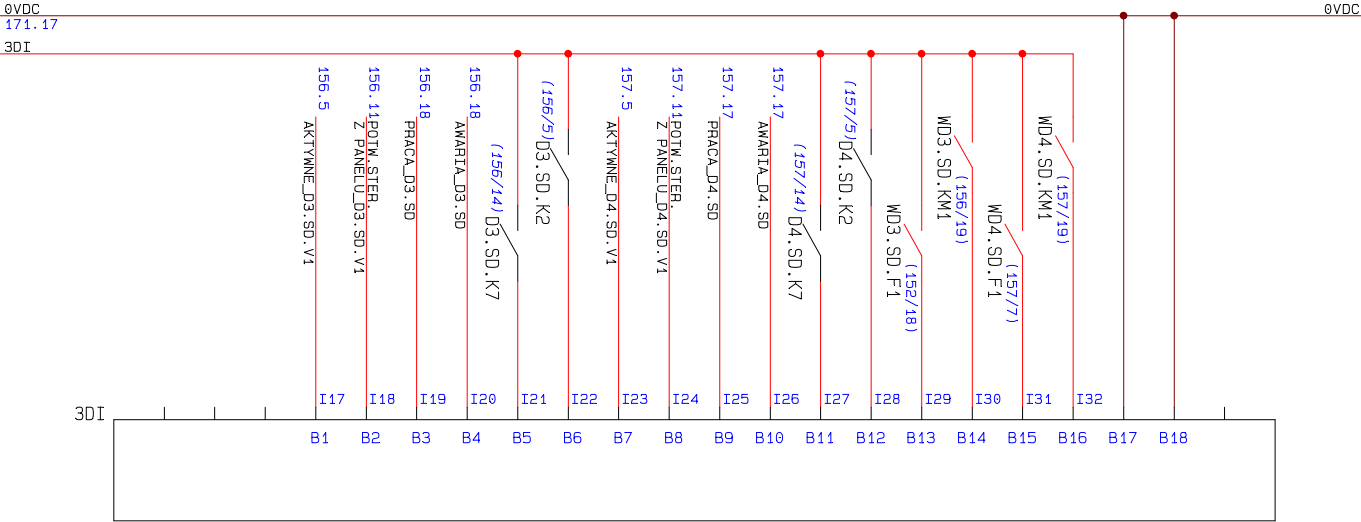 0VDC
0VDC
171.17
3DI
156.5
AKTYWNE_D3.SD.V1
156.11
POTW.STER.
Z PANELU_D3.SD.V1
156.18
PRACA_D3.SD
156.18
AWARIA_D3.SD
(156/14)
D3.SD.K7
(156/5)
D3.SD.K2
157.5
AKTYWNE_D4.SD.V1
157.11
POTW.STER.
Z PANELU_D4.SD.V1
157.17
PRACA_D4.SD
157.17
AWARIA_D4.SD
(157/14)
D4.SD.K7
(157/5)
D4.SD.K2
WD3.SD.F1
(152/18)
WD3.SD.KM1
(156/19)
WD4.SD.F1
(157/7)
WD4.SD.KM1
(157/19)
I17 I18 I19 I20 I21 I22 I23 I24 I25 I26 I27 I28 I29 I30 I31 I32
3DI
B1 B2 B3 B4 B5 B6 B7 B8 B9 B10 B11 B12 B13 B14 B15 B16 B17 B18